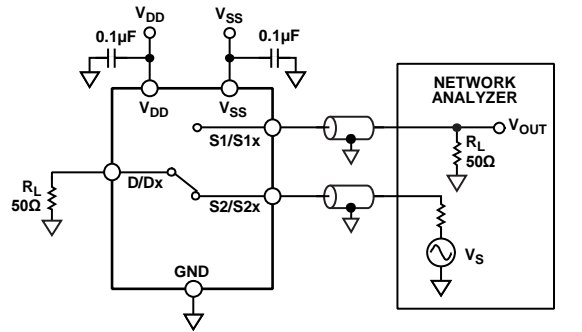 V_DD V_SS
0.1µF 0.1µF
V_DD V_SS
NETWORK
ANALYZER
S1/S1x V_OUT
R_L
50Ω
D/Dx
R_L
50Ω
S2/S2x
V_S
GND